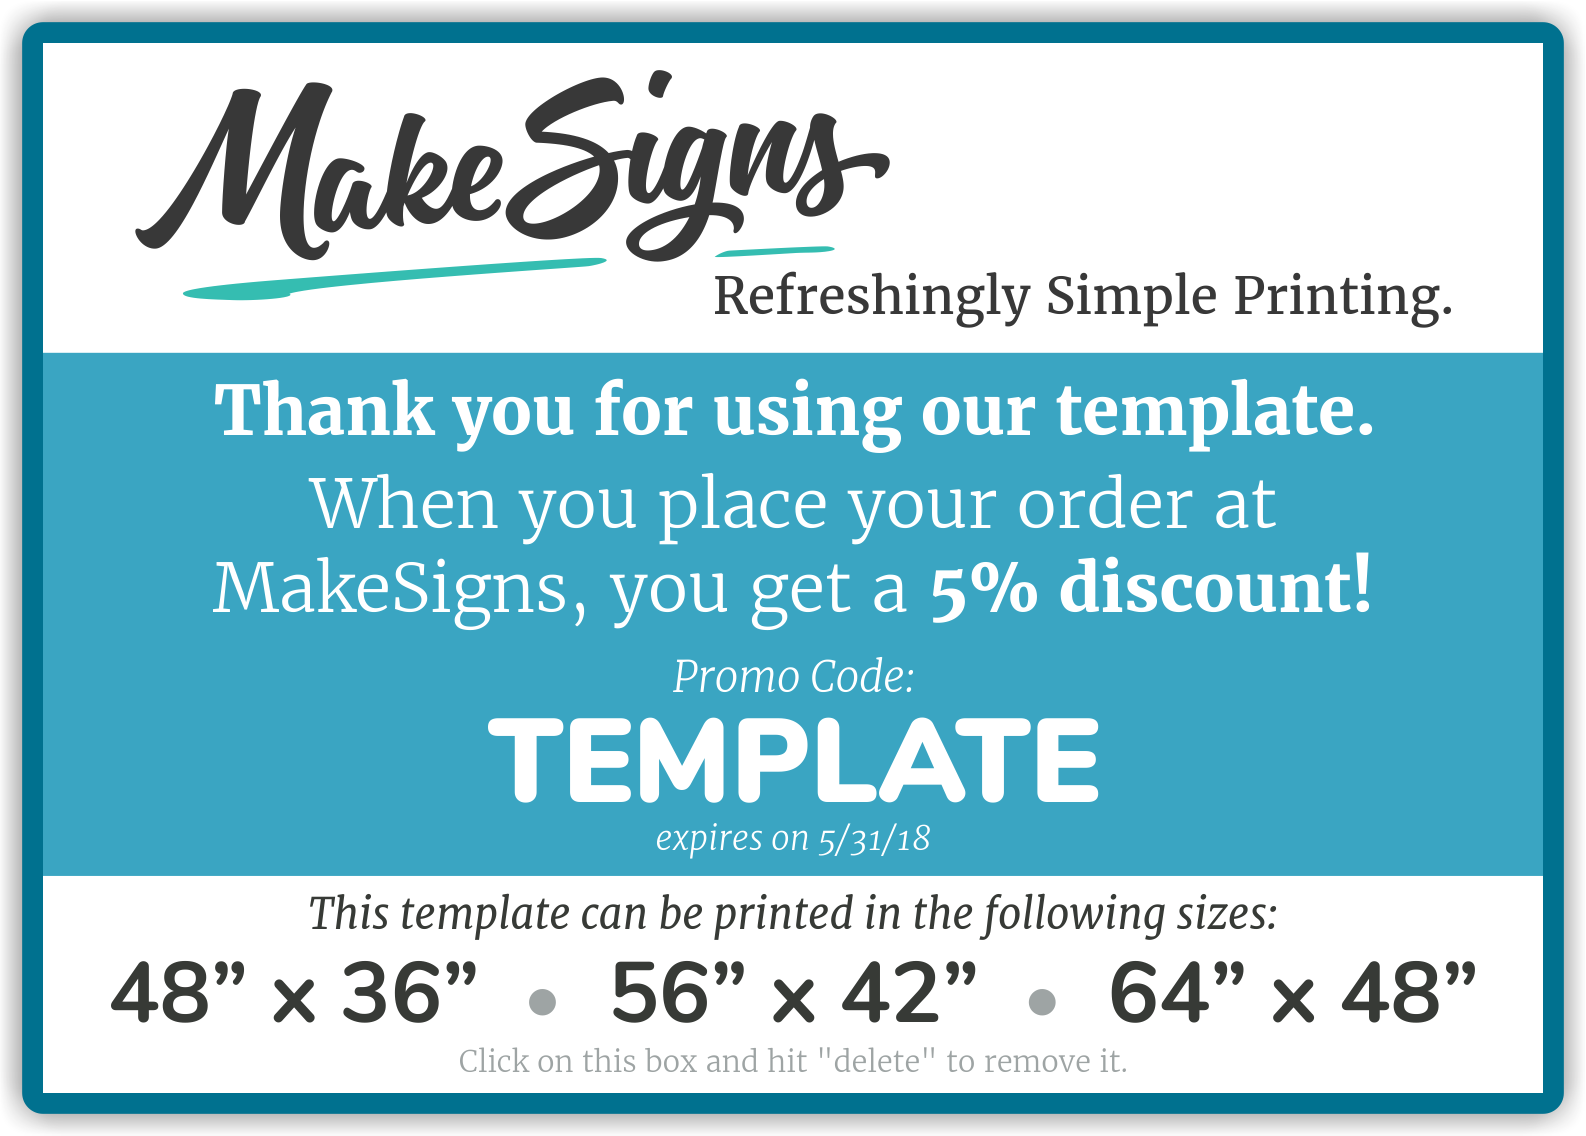 MakeSigns
Refreshingly Simple Printing.
Thank you for using our template.
When you place your order at
MakeSigns, you get a 5% discount!
Promo Code:
TEMPLATE
expires on 5/31/18
This template can be printed in the following sizes:
48” x 36” • 56” x 42” • 64” x 48”
Click on this box and hit "delete" to remove it.